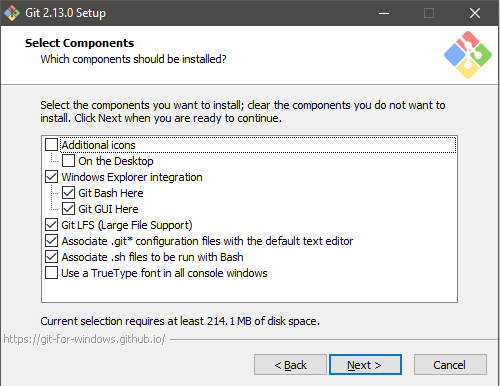 Git 2.13.0 Setup
Select Components
Which components should be installed?
Select the components you want to install; clear the components you do not want to
install. Click Next when you are ready to continue.
Additional icons
On the Desktop
Windows Explorer integration
Git Bash Here
Git GUI Here
Git LFS (Large File Support)
Associate .git* configuration files with the default text editor
Associate .sh files to be run with Bash
Use a TrueType font in all console windows
Current selection requires at least 214.1 MB of disk space.
https://git-for-windows.github.io/
< Back
Next >
Cancel